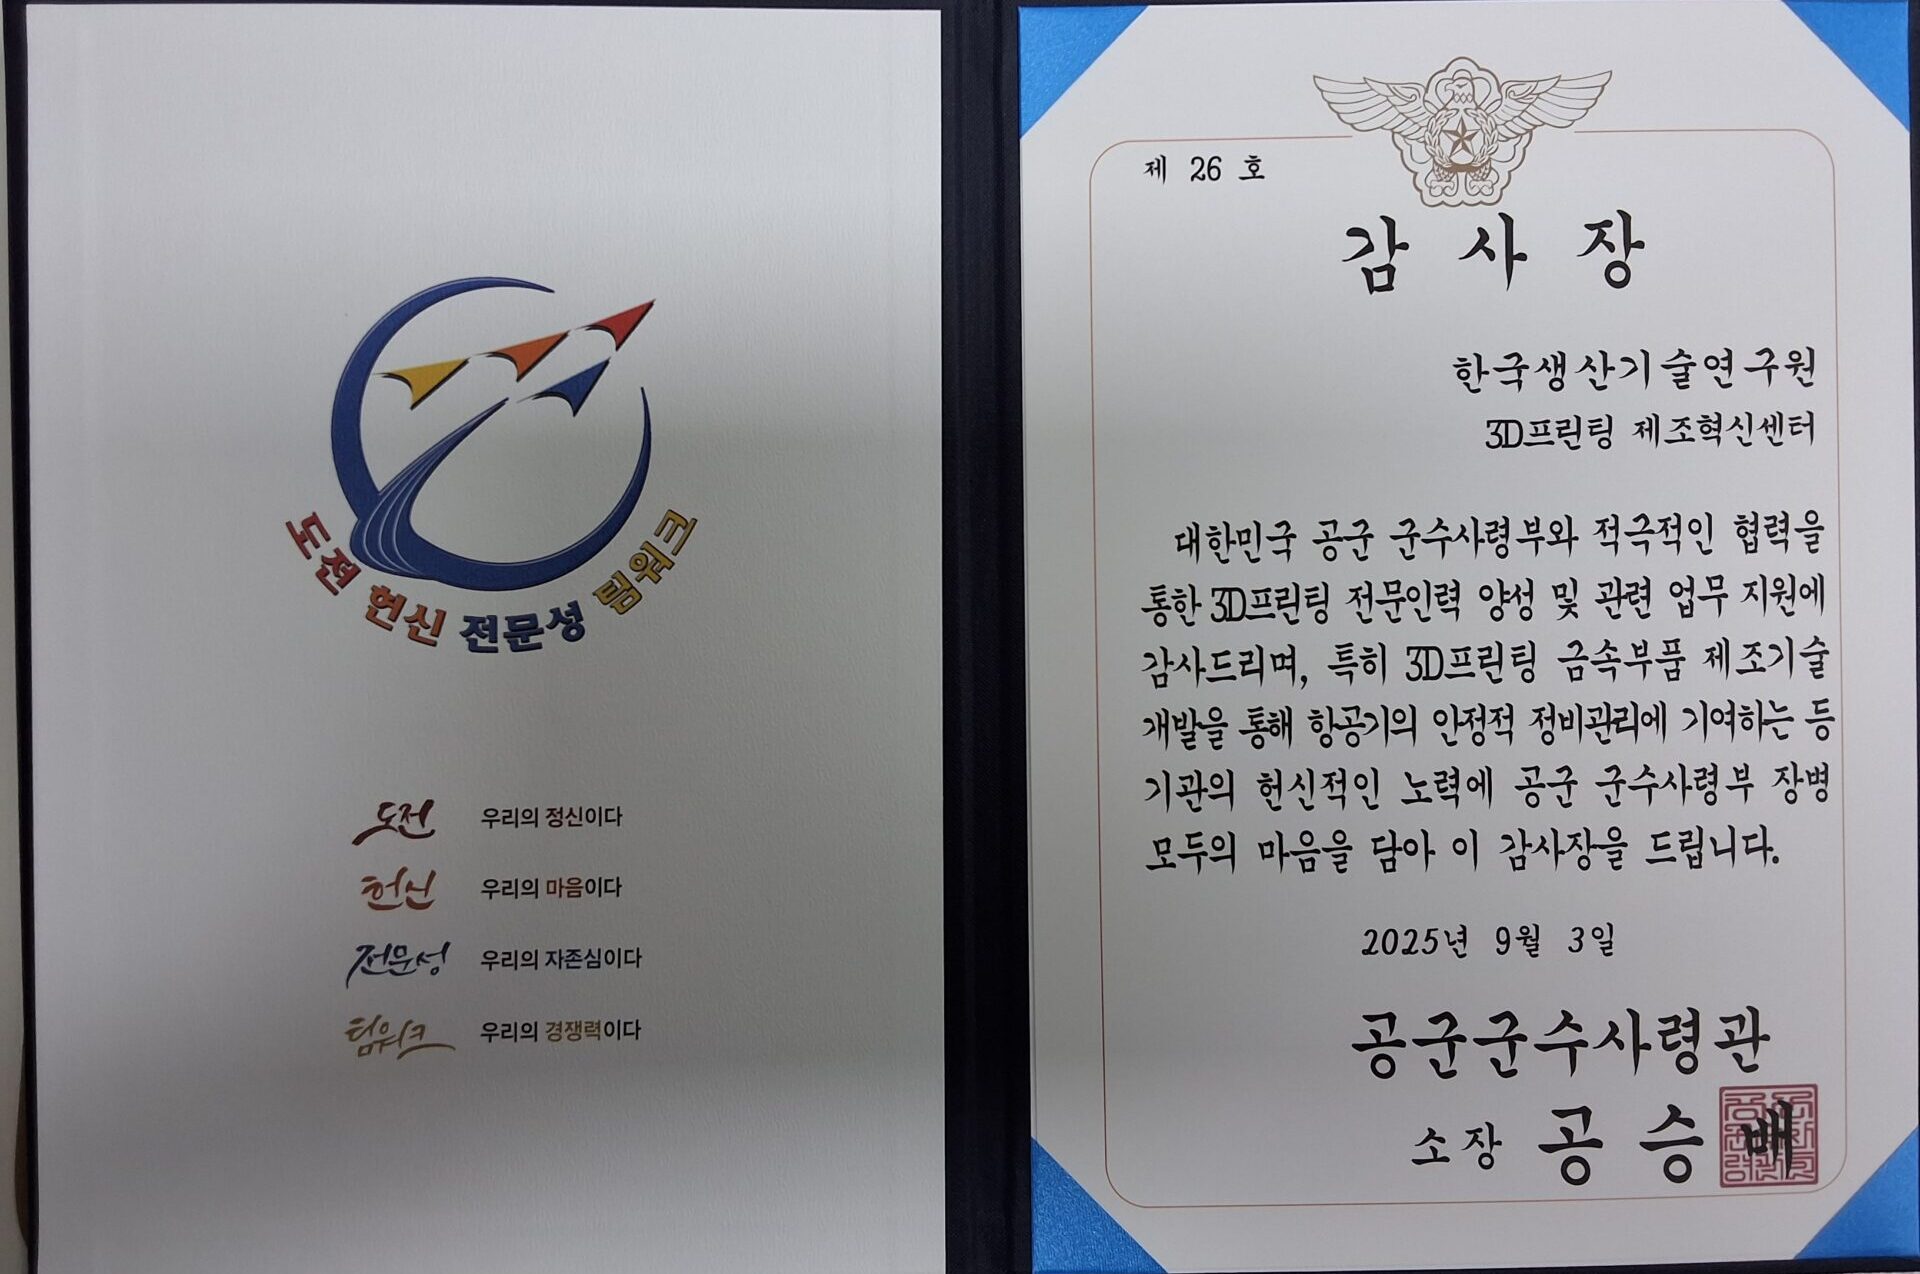 도전 헌신 전문성 팀워크
도전 우리의 정신이다
헌신 우리의 마음이다
전문성 우리의 자존심이다
팀워크 우리의 경쟁력이다
제 26 호
감 사 장
한국생산기술연구원
3D프린팅 제조혁신센터
대한민국 공군 군수사령부와 적극적인 협력을
통한 3D프린팅 전문인력 양성 및 관련 업무 지원에
감사드리며, 특히 3D프린팅 금속부품 제조기술
개발을 통해 항공기의 안정적 정비관리에 기여하는 등
기관의 헌신적인 노력에 공군 군수사령부 장병
모두의 마음을 담아 이 감사장을 드립니다.
2025년 9월 3일
공군군수사령관
소장 공 승 배